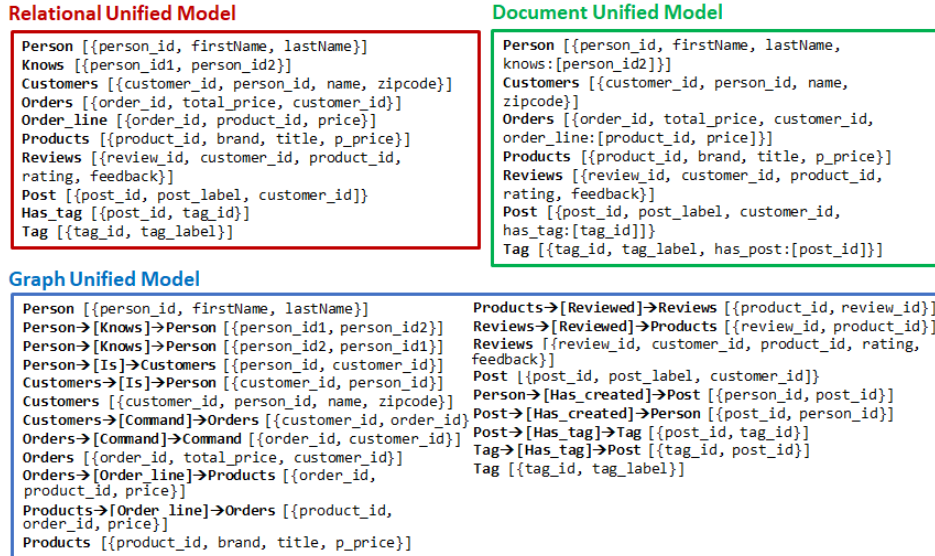 Relational Unified Model
Person [{person_id, firstName, lastName}]
Knows [{person_id1, person_id2}]
Customers [{customer_id, person_id, name, zipcode}]
Orders [{order_id, total_price, customer_id}]
Order_line [{order_id, product_id, price}]
Products [{product_id, brand, title, p_price}]
Reviews [{review_id, customer_id, product_id,
rating, feedback}]
Post [{post_id, post_label, customer_id]}
Has_tag [{post_id, tag_id}]
Tag [{tag_id, tag_label}]
Document Unified Model
Person [{person_id, firstName, lastName,
knows:[person_id2]}]
Customers [{customer_id, person_id, name,
zipcode}]
Orders [{order_id, total_price, customer_id,
order_line:[product_id, price]}]
Products [{product_id, brand, title, p_price}]
Reviews [{review_id, customer_id, product_id,
rating, feedback}]
Post [{post_id, post_label, customer_id,
has_tag:[tag_id]]}
Tag [{tag_id, tag_label, has_post:[post_id]}]
Graph Unified Model
Person [{person_id, firstName, lastName}]
Person→[Knows]→Person [{person_id1, person_id2}]
Person→[Knows]→Person [{person_id2, person_id1}]
Person→[Is]→Customers [{person_id, customer_id}]
Customers→[Is]→Person [{customer_id, person_id}]
Customers [{customer_id, person_id, name, zipcode}]
Customers→[Command]→Orders [{customer_id, order_id}
Orders→[Command]→Command [{order_id, customer_id}]
Orders [{order_id, total_price, customer_id}]
Orders→[Order_line]→Products [{order_id,
product_id, price}]
Products→[Order_line]→Orders [{product_id,
order_id, price}]
Products [{product_id, brand, title, p_price}]
Products→[Reviewed]→Reviews [{product_id, review_id}]
Reviews→[Reviewed]→Products [{review_id, product_id}]
Reviews [{review_id, customer_id, product_id, rating,
feedback}]
Post [{post_id, post_label, customer_id]}
Person→[Has_created]→Post [{person_id, post_id}]
Post→[Has_created]→Person [{post_id, person_id}]
Post→[Has_tag]→Tag [{post_id, tag_id}]
Tag→[Has_tag]→Post [{tag_id, post_id}]
Tag [{tag_id, tag_label}]